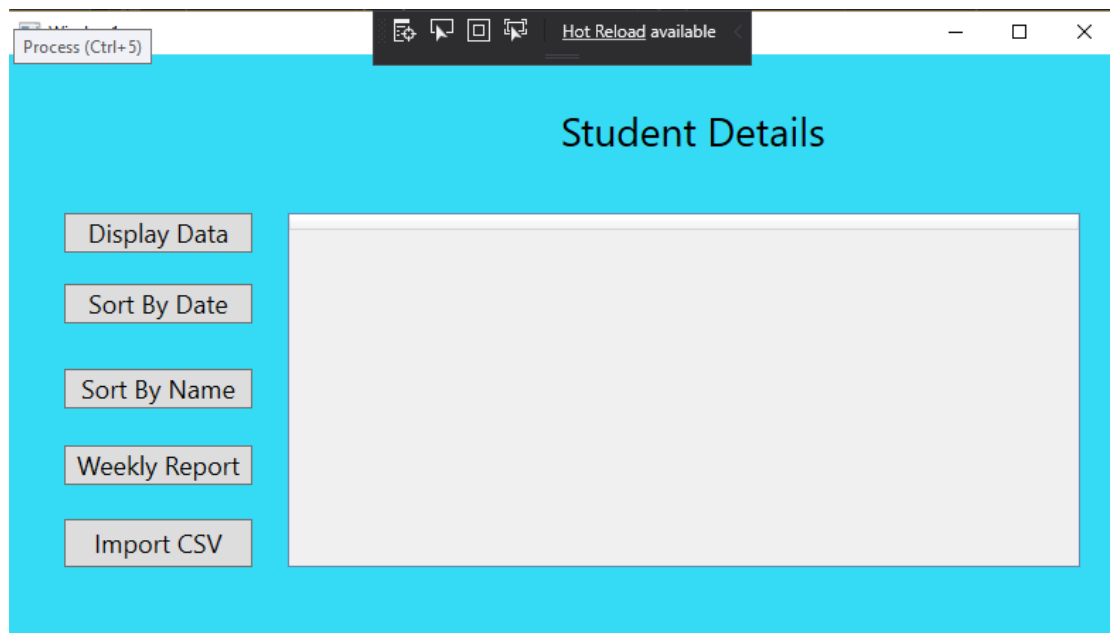 Process (Ctrl+5)
Hot Reload available
Student Details
Display Data
Sort By Date
Sort By Name
Weekly Report
Import CSV